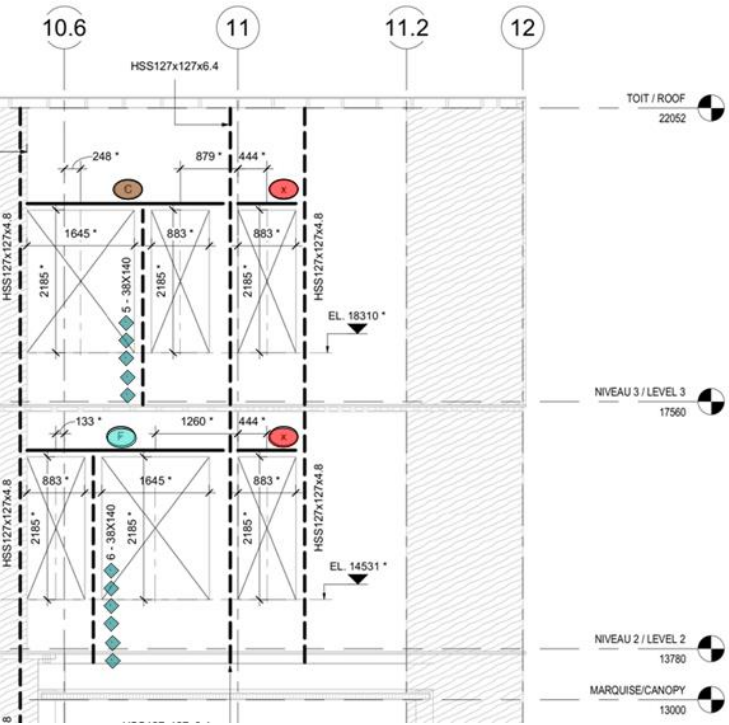 10.6
11
11.2
12
HSS127x127x6.4
TOIT / ROOF
22052
248 *
879 *
444 *
C
x
HSS127x127x4.8
1645 *
883 *
883 *
2185 *
2185 *
2185 *
5 - 38X140
HSS127x127x4.8
EL. 18310 *
NIVEAU 3 / LEVEL 3
17560
133 *
1260 *
444 *
F
x
HSS127x127x4.8
883 *
1645 *
883 *
2185 *
2185 *
2185 *
6 - 38X140
HSS127x127x4.8
EL. 14531 *
NIVEAU 2 / LEVEL 2
13780
MARQUISE/CANOPY
13000